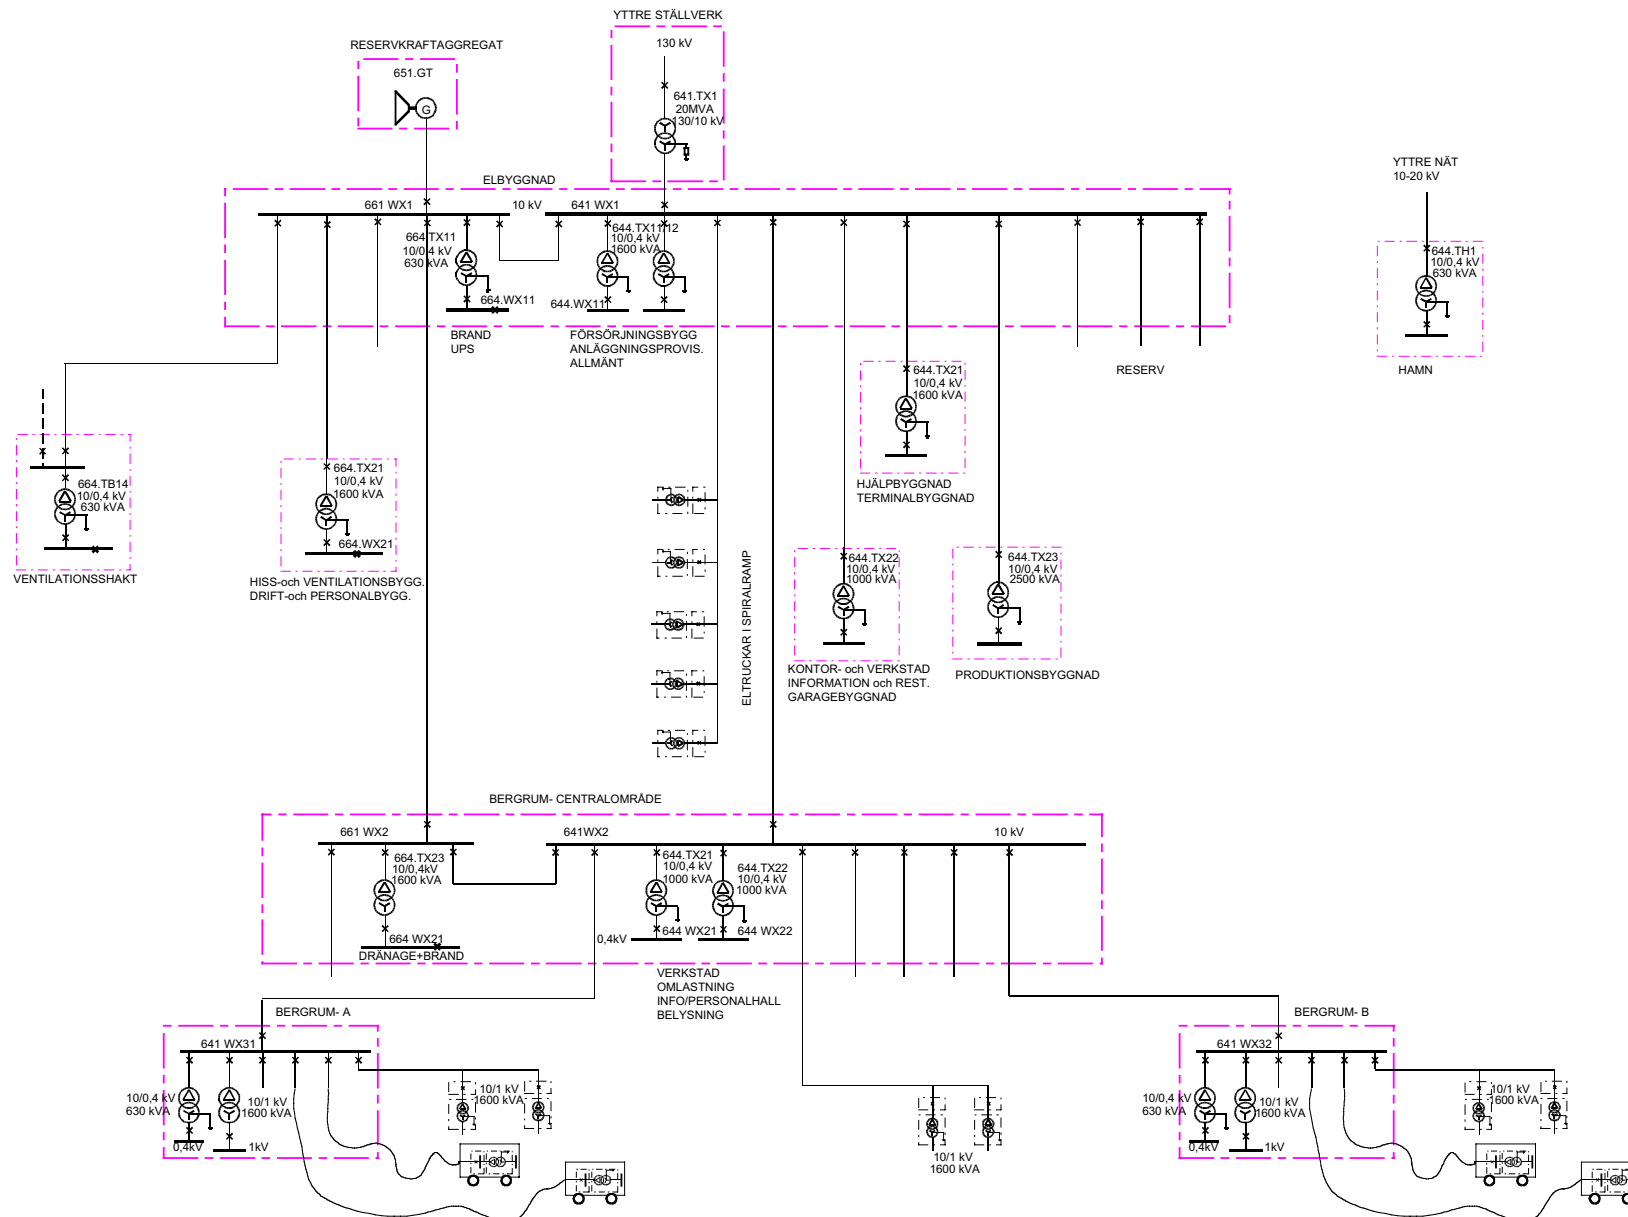 YTTRE STÄLLVERK
130 kV
641.TX1
20MVA
130/10 kV
RESERVKRAFTAGGREGAT
651.GT
G
YTTRE NÄT
10-20 kV
644.TH1
10/0,4 kV
630 kVA
HAMN
ELBYGGNAD
661 WX1
10 kV
641 WX1
664.TX11
10/0,4 kV
630 kVA
664.WX11
644.TX11/12
10/0,4 kV
1600 kVA
644.WX11
BRAND
UPS
FÖRSÖRJNINGSBYGG
ANLÄGGNINGSPROVIS.
ALLMÄNT
RESERV
644.TX21
10/0,4 kV
1600 kVA
HJÄLPBYGGNAD
TERMINALBYGGNAD
664.TB14
10/0,4 kV
630 kVA
VENTILATIONSSHAKT
664.TX21
10/0,4 kV
1600 kVA
664.WX21
HISS-och VENTILATIONSBYGG.
DRIFT-och PERSONALBYGG.
ELTRUCKAR I SPIRALRAMP
644.TX22
10/0,4 kV
1000 kVA
KONTOR- och VERKSTAD
INFORMATION och REST.
GARAGEBYGGNAD
644.TX23
10/0,4 kV
2500 kVA
PRODUKTIONSBYGGNAD
BERGRUM- CENTRALOMRÅDE
661 WX2
641WX2
10 kV
664.TX23
10/0,4kV
1600 kVA
664 WX21
DRÄNAGE+BRAND
644.TX21
10/0,4 kV
1000 kVA
644.TX22
10/0,4 kV
1000 kVA
0,4kV
644 WX21
644 WX22
VERKSTAD
OMLASTNING
INFO/PERSONALHALL
BELYSNING
BERGRUM- A
641 WX31
10/0,4 kV
630 kVA
10/1 kV
1600 kVA
0,4kV
1kV
10/1 kV
1600 kVA
10/1 kV
1600 kVA
BERGRUM- B
641 WX32
10/0,4 kV
630 kVA
10/1 kV
1600 kVA
0,4kV
1kV
10/1 kV
1600 kVA